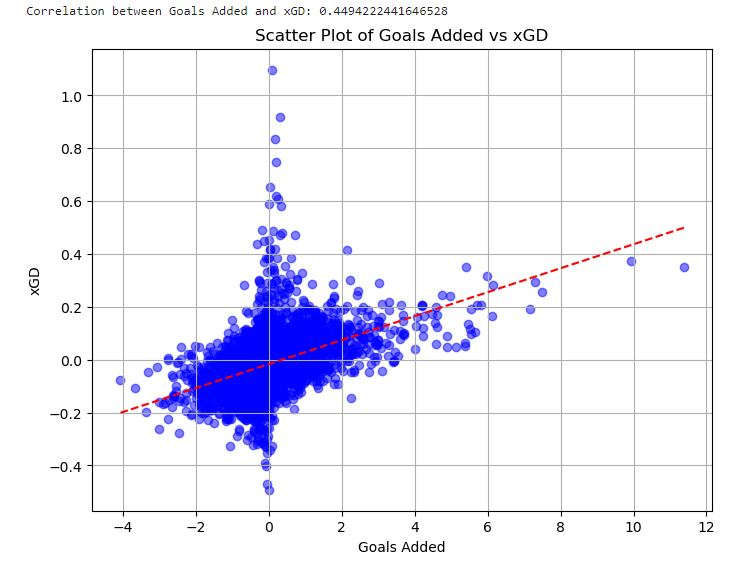 Correlation between Goals Added and xGD: 0.4494222441646528
Scatter Plot of Goals Added vs xGD
1.0
0.8
0.6
0.4
0.2
0.0
−0.2
−0.4
xGD
−4 −2 0 2 4 6 8 10 12
Goals Added